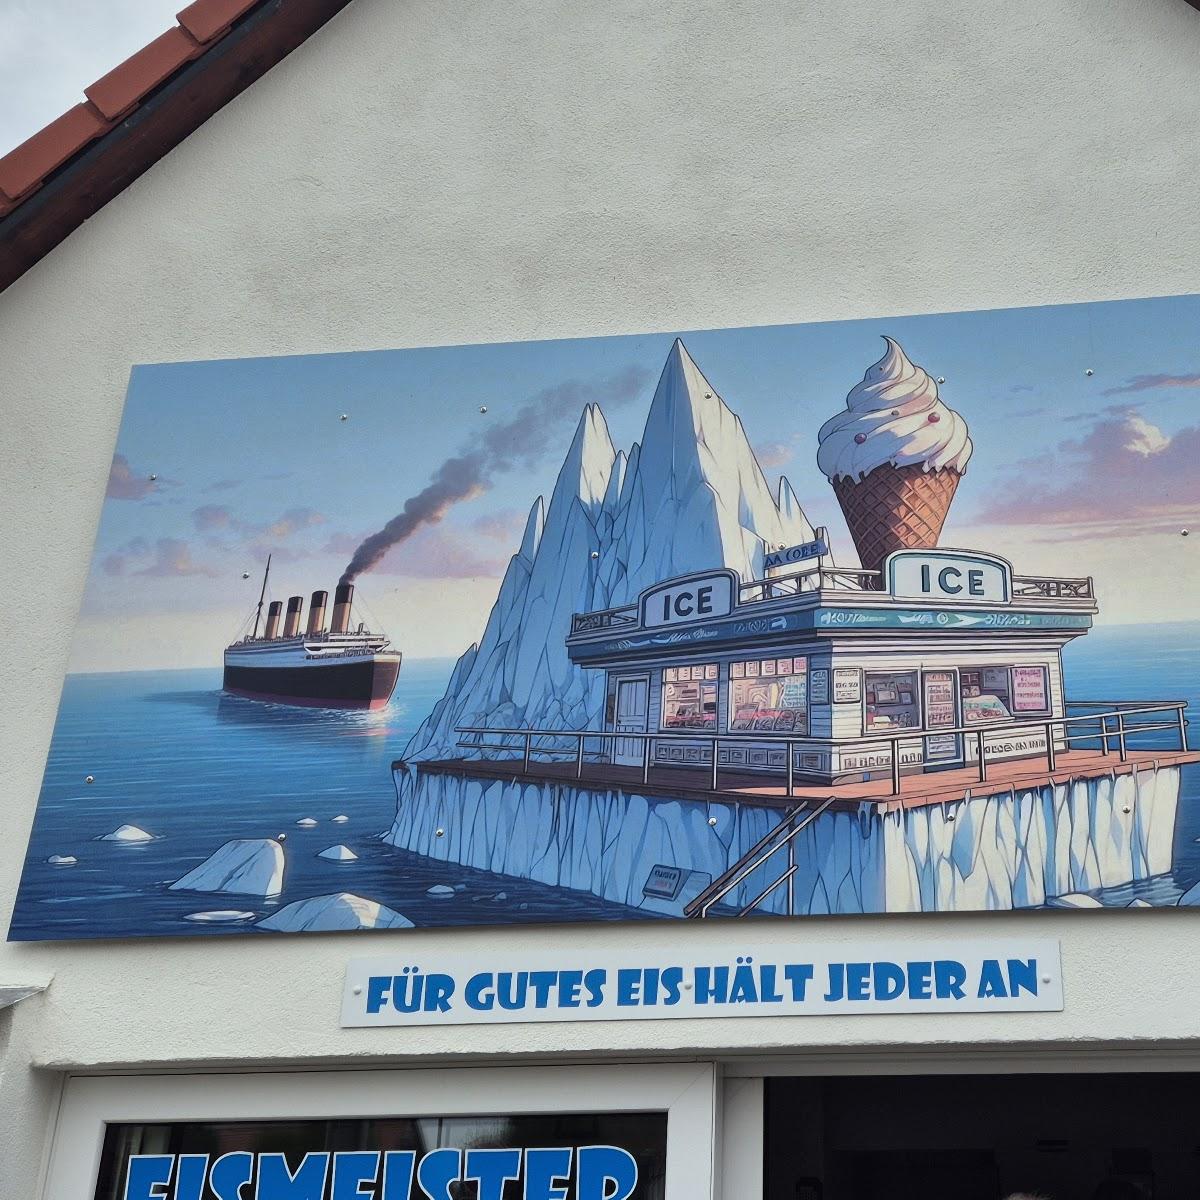 ICE
ICE
FÜR GUTES EIS HÄLT JEDER AN
EISMEISTER